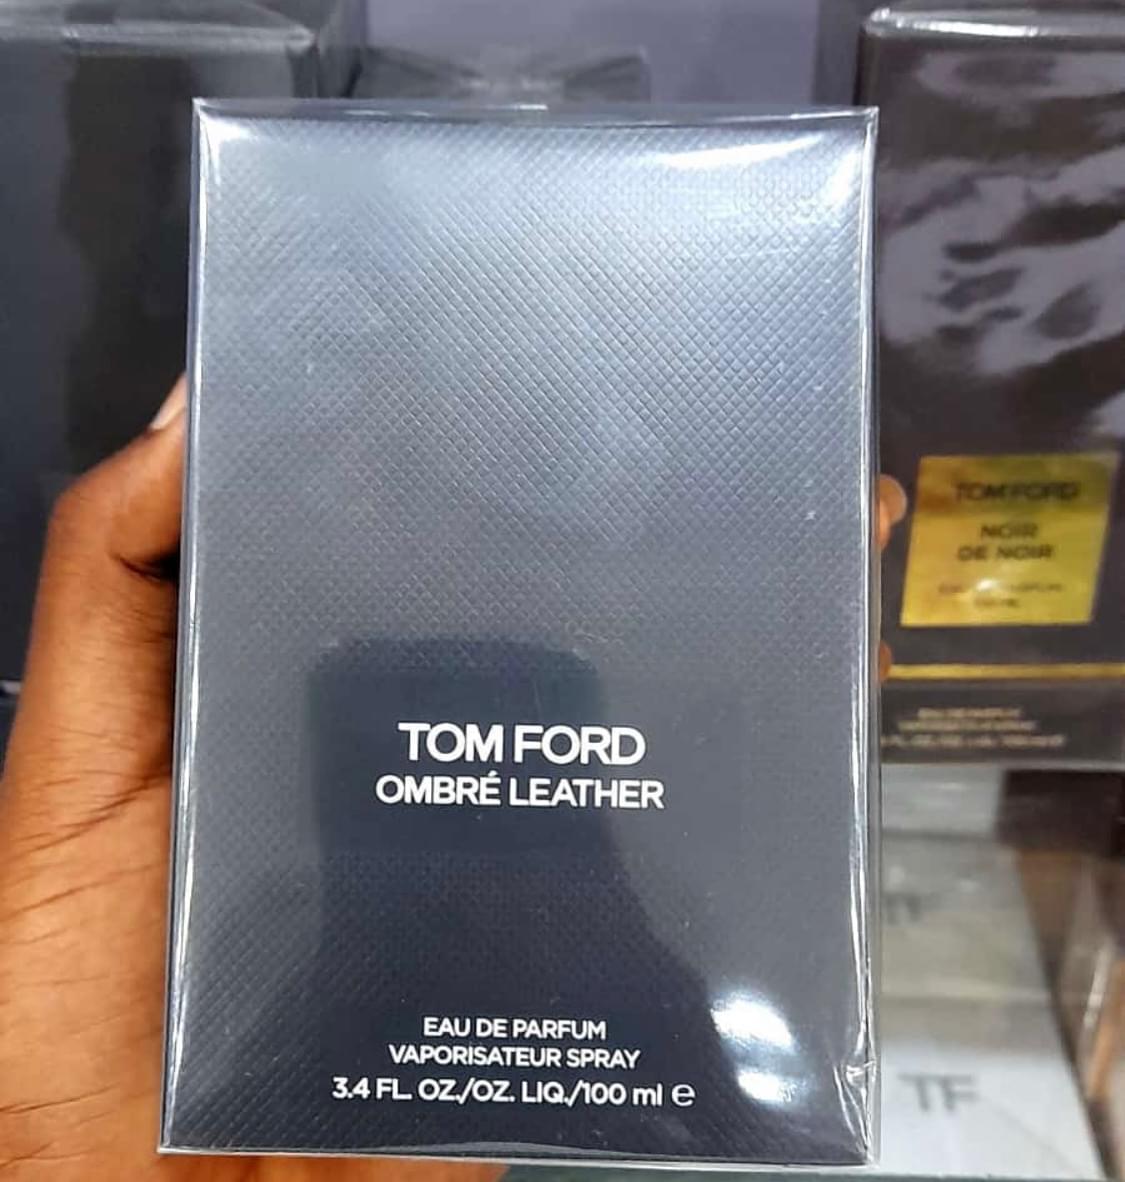 TOM FORD
OMBRÉ LEATHER
EAU DE PARFUM
VAPORISATEUR SPRAY
3.4 FL. OZ./OZ. LIQ./100 ml e
TOM FORD
NOIR
DE NOIR
TF
TF